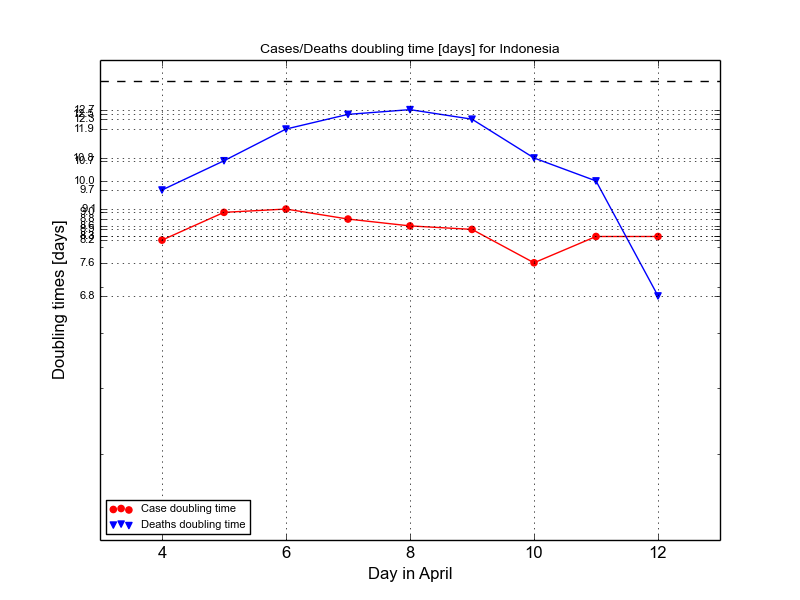 Cases/Deaths doubling time [days] for Indonesia
12.7
12.3
11.9
10.7
10.0
9.7
9.0
8.2
7.6
6.8
Doubling times [days]
Case doubling time
Deaths doubling time
4 6 8 10 12
Day in April